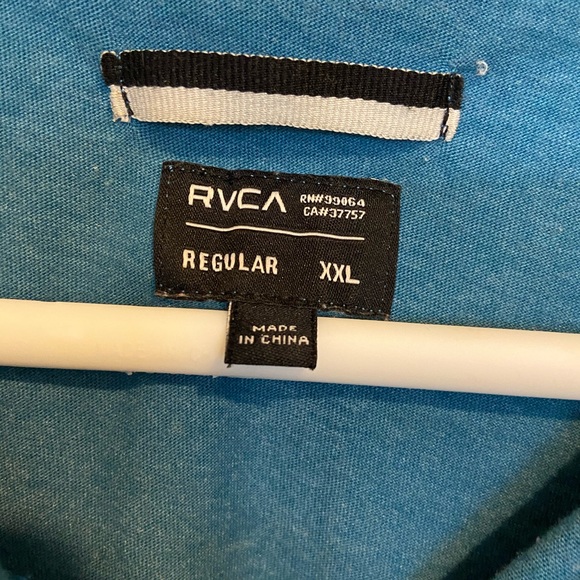 RVCA RN#99064
CA#37757
REGULAR XXL
MADE
IN CHINA